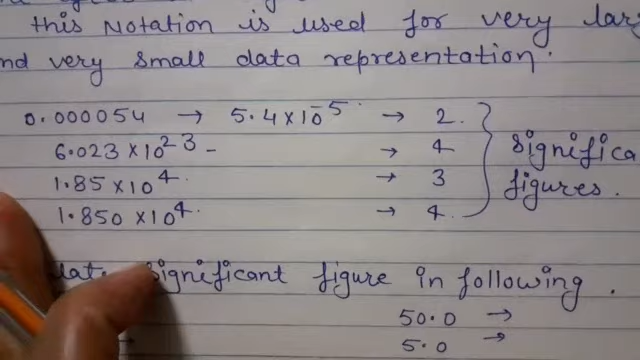 this Notation is used for very
very small data representation.
0.000054 → 5.4 × 10⁻⁵ → 2.
6.023 × 10²³ - → 4
1.85 × 10⁴. → 3
1.850 × 10⁴. → 4.
significa
figures.
significant figure in following.
50.0 →
5.0 →